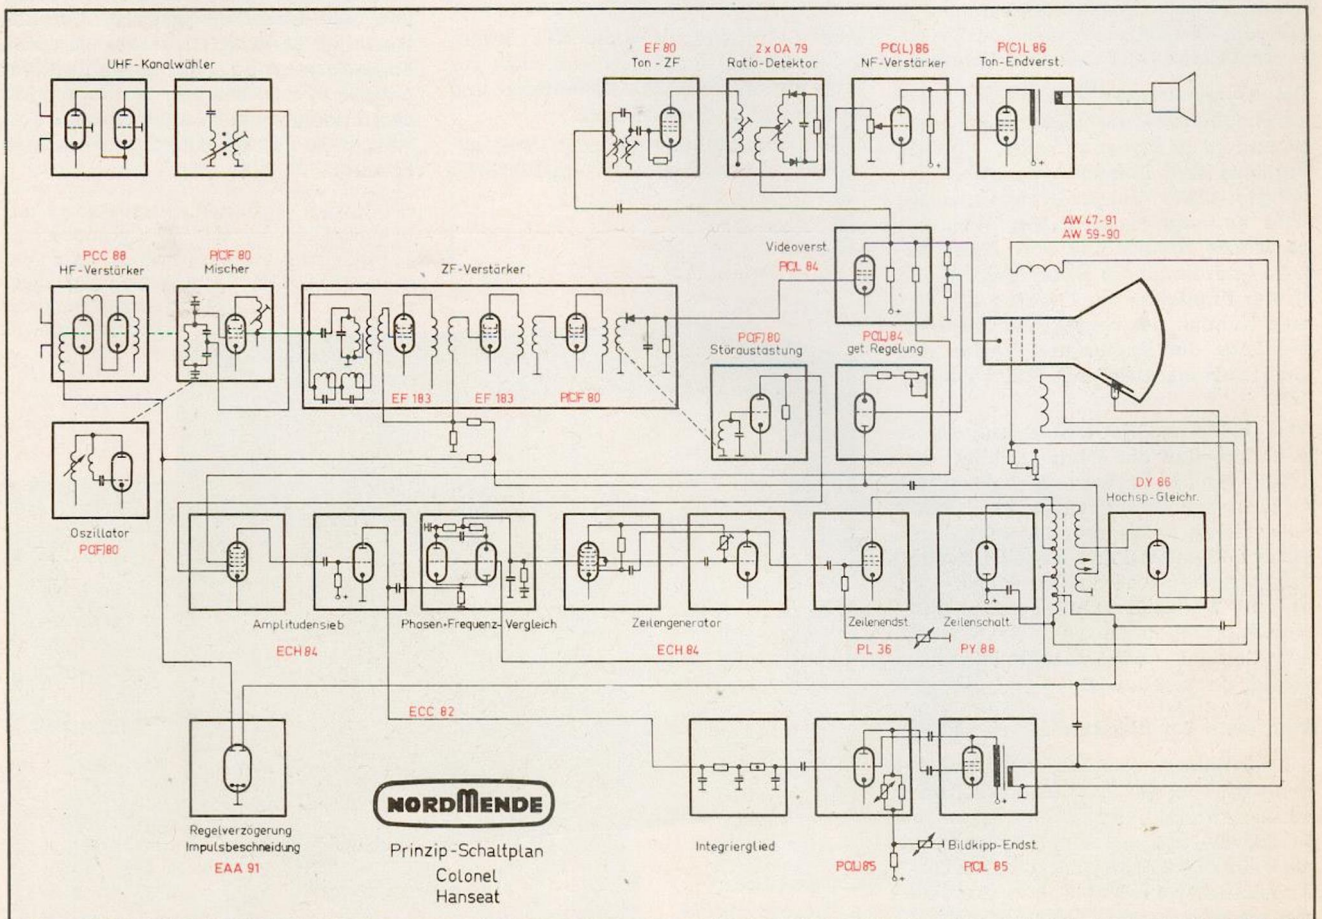 UHF-Kanalwähler
EF 80
Ton - ZF
2 x OA 79
Ratio-Detektor
PC(L) 86
NF-Verstärker
P(C)L 86
Ton-Endverst.
AW 47-91
AW 59-90
PCC 88
HF-Verstärker
P(C)F 80
Mischer
ZF-Verstärker
Videoverst.
P(C)L 84
EF 183
EF 183
P(C)F 80
PC(F) 80
Störaustastung
PC(L) 84
get. Regelung
Oszillator
PC(F) 80
DY 86
Hochsp.-Gleichr.
Amplitudensieb
ECH 84
Phasen+Frequenz-Vergleich
Zeilengenerator
ECH 84
Zeilenendst.
PL 36
Zeilenschalt.
PY 88
ECC 82
Regelverzögerung
Impulsbeschneidung
EAA 91
NORDMENDE
Prinzip-Schaltplan
Colonel
Hanseat
Integrierglied
PC(L) 85
Bildkipp-Endst.
P(C)L 85